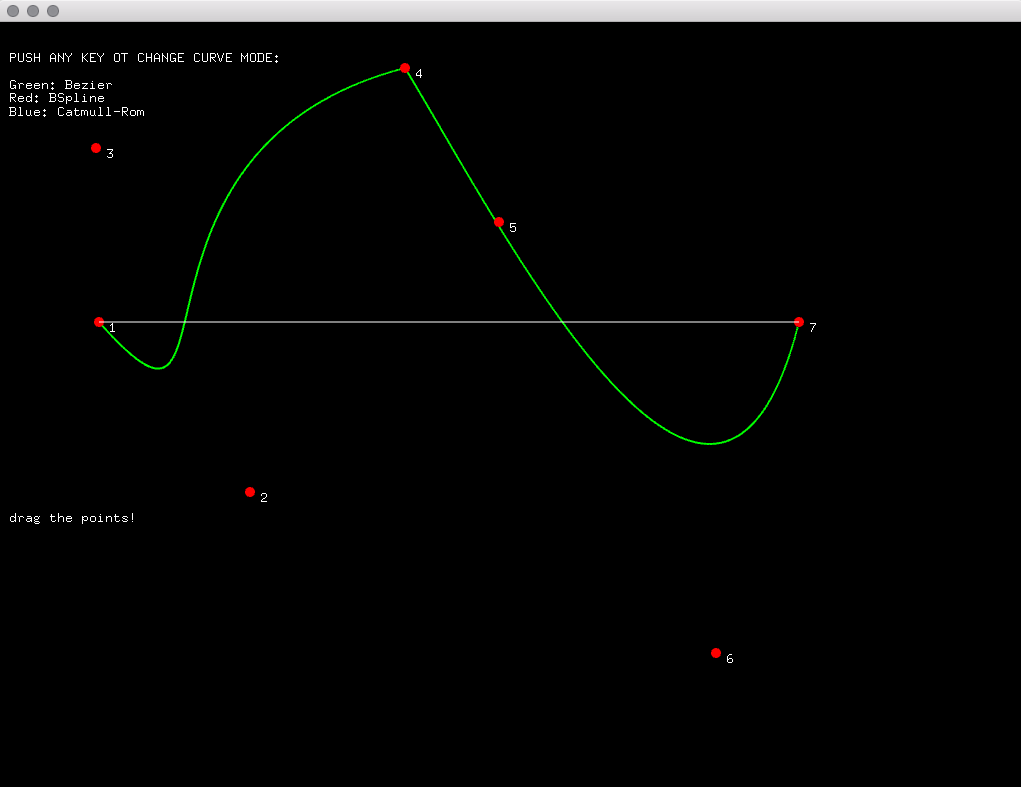 PUSH ANY KEY OT CHANGE CURVE MODE:
Green: Bezier
Red: BSpline
Blue: Catmull-Rom
4
3
5
1
7
2
drag the points!
6